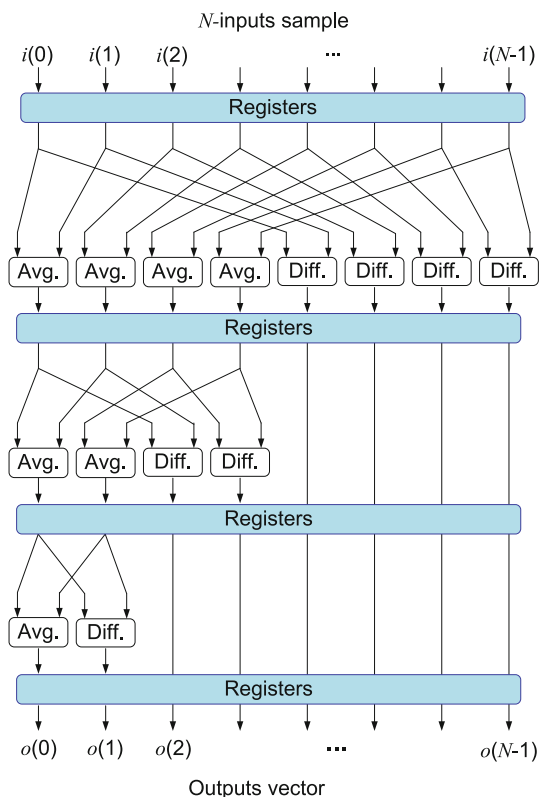 N-inputs sample
i(0) i(1) i(2) ... i(N-1)
Registers
Avg. Avg. Avg. Avg. Diff. Diff. Diff. Diff.
Registers
Avg. Avg. Diff. Diff.
Registers
Avg. Diff.
Registers
o(0) o(1) o(2) ... o(N-1)
Outputs vector